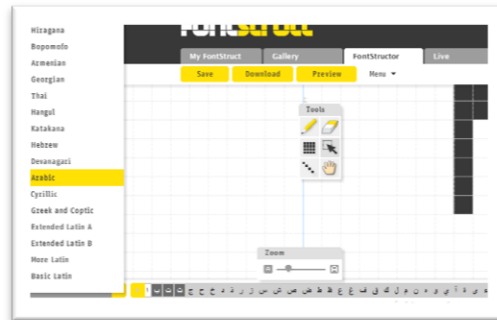 Hiragana
Bopomofo
Armenian
Georgian
Thai
Hangul
Katakana
Hebrew
Devanagari
Arabic
Cyrillic
Greek and Coptic
Extended Latin A
Extended Latin B
More Latin
Basic Latin
FontStruct
My FontStruct Gallery FontStructor Live
Save Download Preview Menu
Tools
Zoom